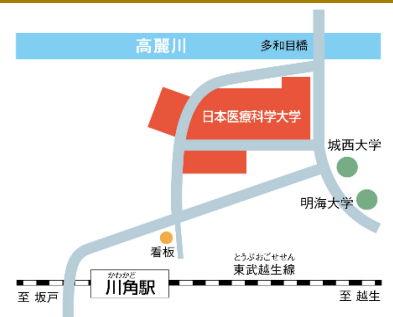 高麗川
多和目橋
日本医療科学大学
城西大学
明海大学
看板
とうぶおごせせん
東武越生線
かわかど
川角駅
至 坂戸
至 越生